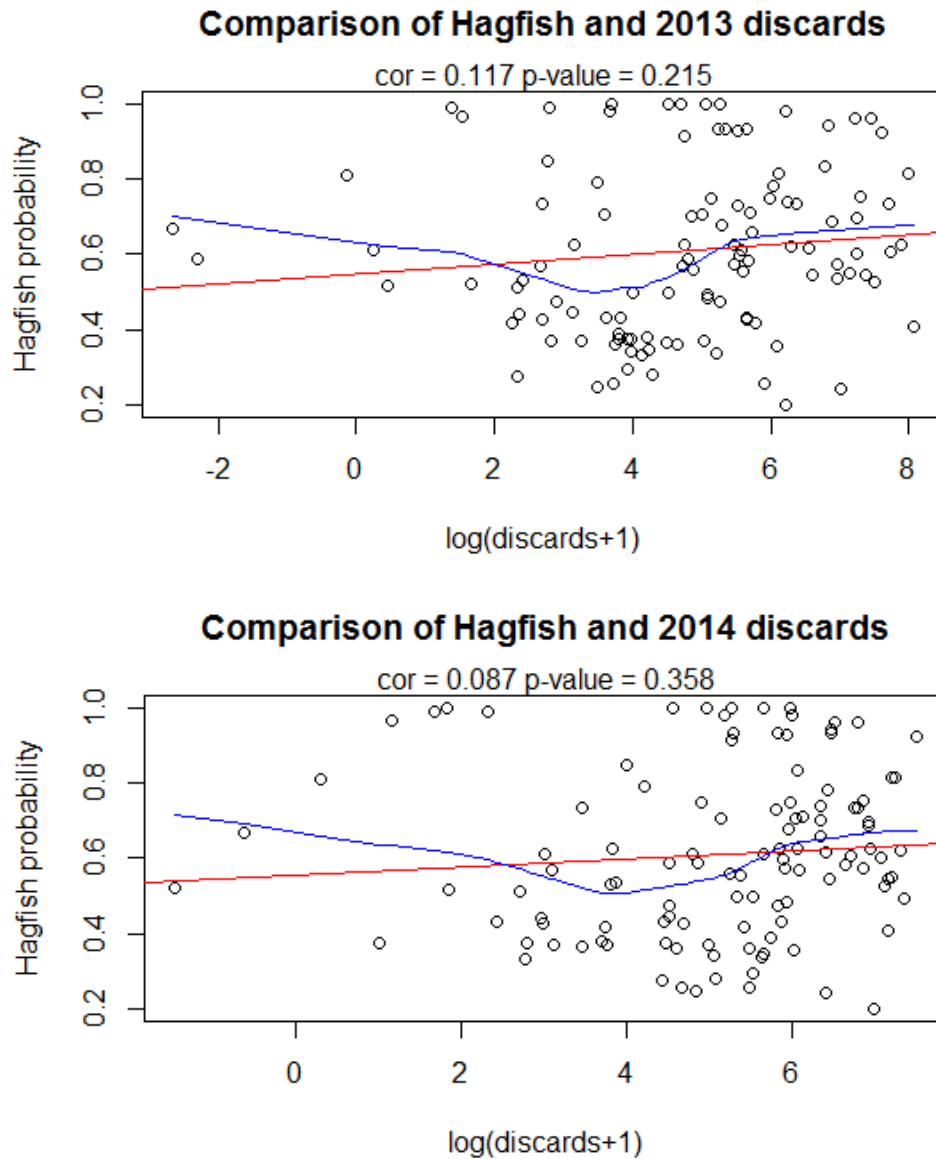 Comparison of Hagfish and 2013 discards
cor = 0.117 p-value = 0.215
Hagfish probability
1.0
0.8
0.6
0.4
0.2
-2 0 2 4 6 8
log(discards+1)
Comparison of Hagfish and 2014 discards
cor = 0.087 p-value = 0.358
Hagfish probability
1.0
0.8
0.6
0.4
0.2
0 2 4 6
log(discards+1)